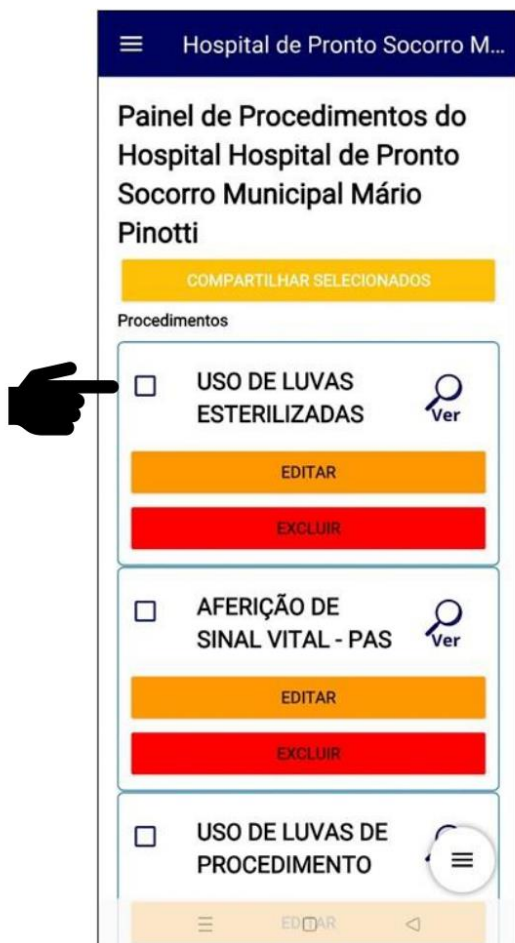 Hospital de Pronto Socorro M...
Painel de Procedimentos do
Hospital Hospital de Pronto
Socorro Municipal Mário
Pinotti
COMPARTILHAR SELECIONADOS
Procedimentos
USO DE LUVAS
ESTERILIZADAS
Ver
EDITAR
EXCLUIR
AFERIÇÃO DE
SINAL VITAL - PAS
Ver
EDITAR
EXCLUIR
USO DE LUVAS DE
PROCEDIMENTO
EDITAR